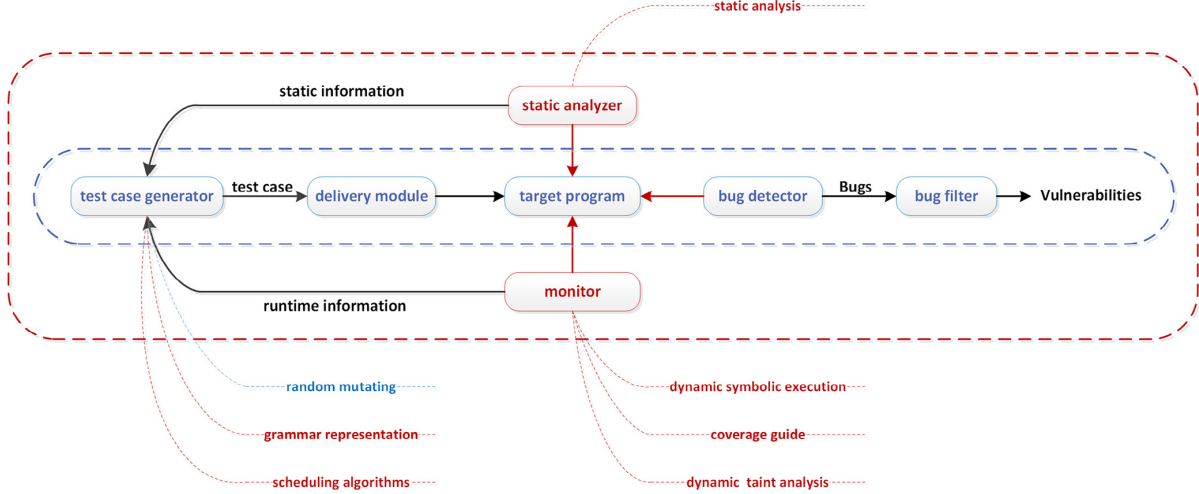 static analysis
static information
static analyzer
test case generator
test case
delivery module
target program
bug detector
Bugs
bug filter
Vulnerabilities
runtime information
monitor
random mutating
dynamic symbolic execution
grammar representation
coverage guide
scheduling algorithms
dynamic taint analysis